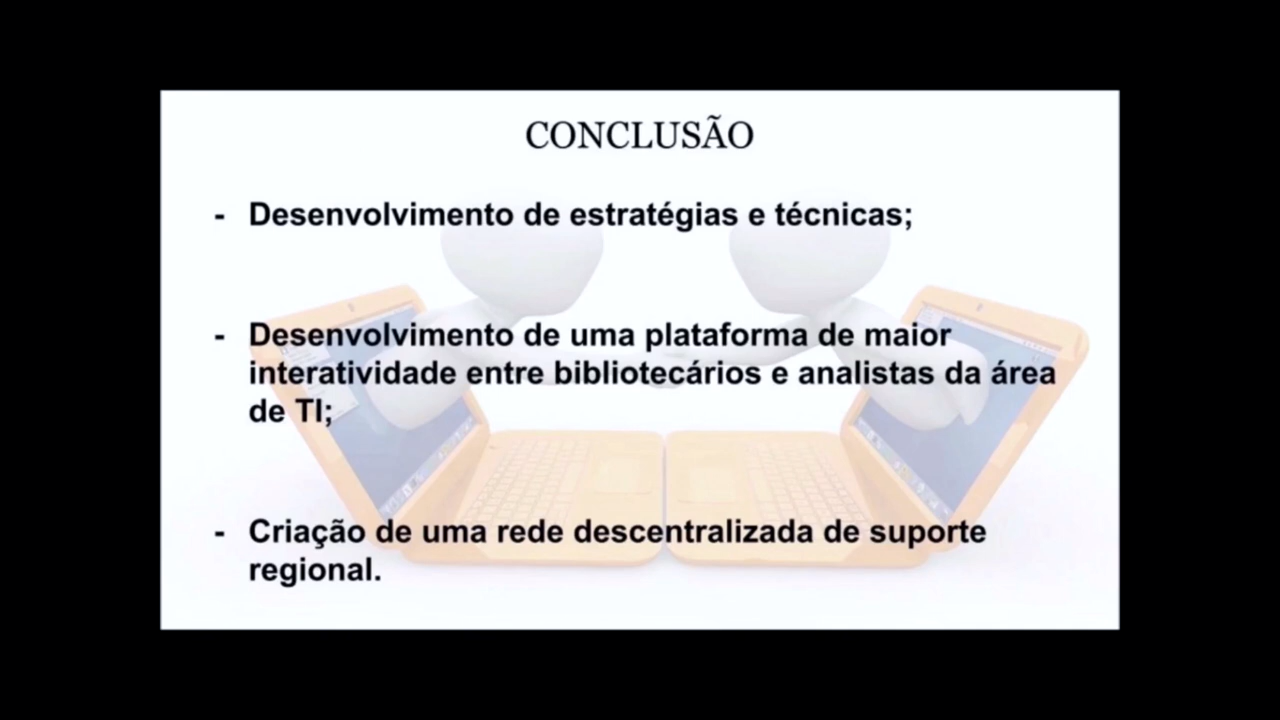 CONCLUSÃO
- Desenvolvimento de estratégias e técnicas;
- Desenvolvimento de uma plataforma de maior
interatividade entre bibliotecários e analistas da área
de TI;
- Criação de uma rede descentralizada de suporte
regional.